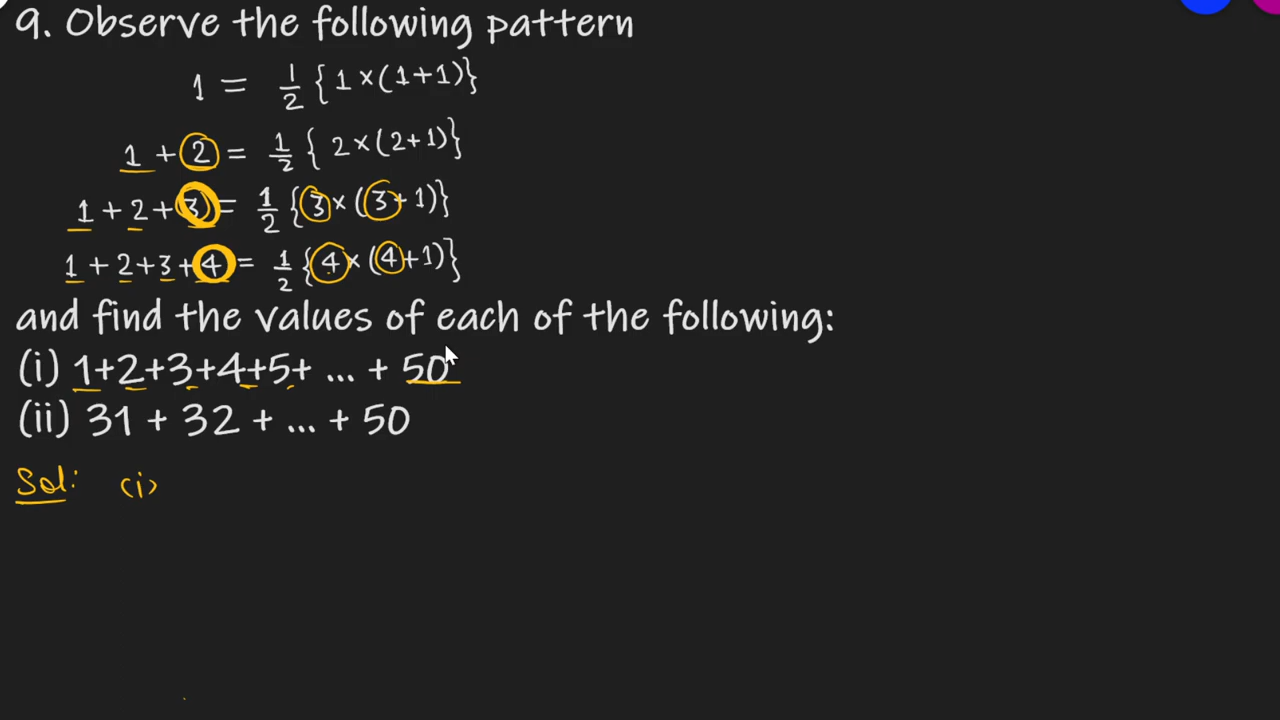 9. Observe the following pattern
1 = 1/2 {1×(1+1)}
1 + 2 = 1/2 { 2×(2+1)}
1 + 2 + 3 = 1/2 {3×(3+1)}
1 + 2+3+4 = 1/2 {4×(4+1)}
and find the values of each of the following:
(i) 1+2+3+4+5+ ... + 50
(ii) 31 + 32 + ... + 50
Sol: (i)